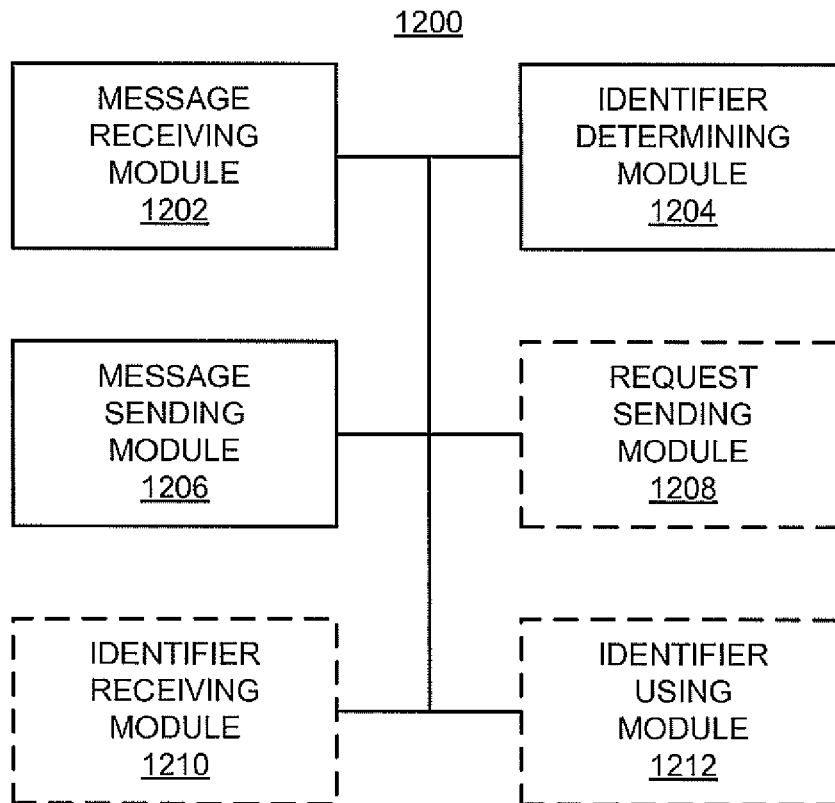 1200
MESSAGE
RECEIVING
MODULE
1202
IDENTIFIER
DETERMINING
MODULE
1204
MESSAGE
SENDING
MODULE
1206
REQUEST
SENDING
MODULE
1208
IDENTIFIER
RECEIVING
MODULE
1210
IDENTIFIER
USING
MODULE
1212